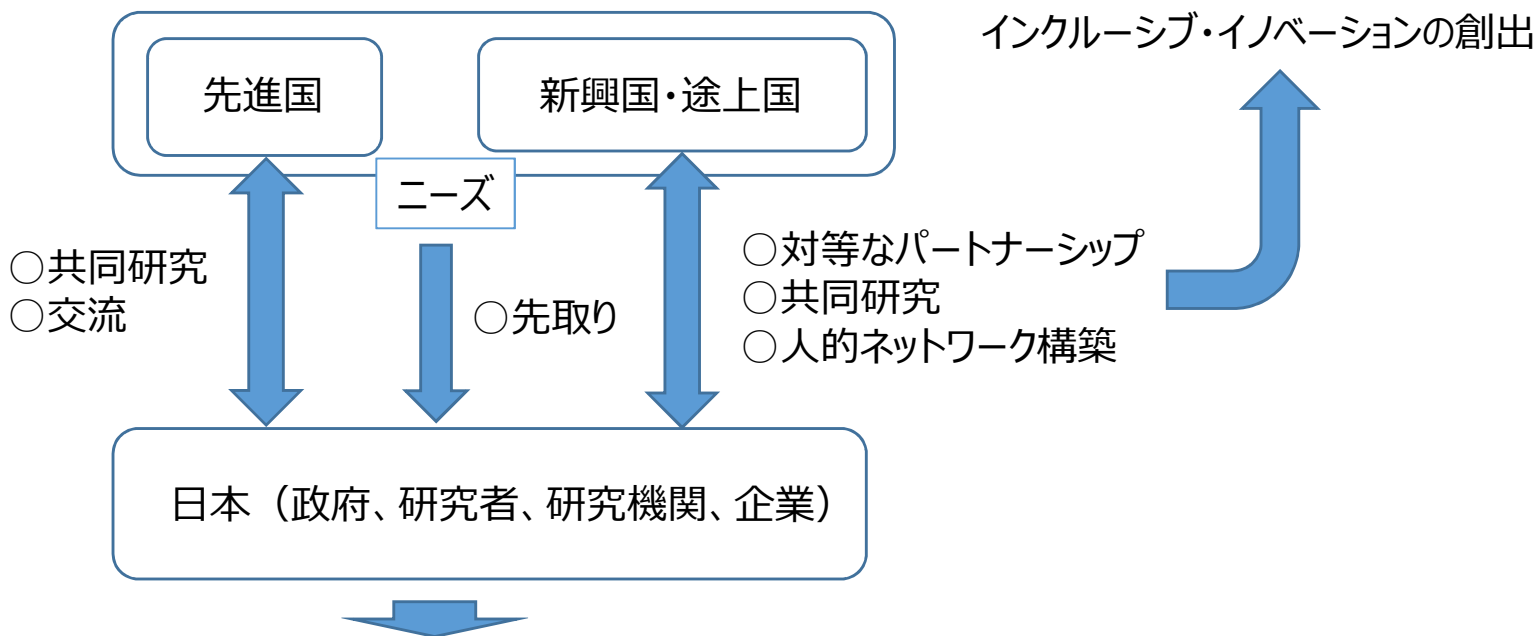 インクルーシブ・イノベーションの創出
先進国
新興国・途上国
ニーズ
○共同研究
○交流
○先取り
○対等なパートナーシップ
○共同研究
○人的ネットワーク構築
日本（政府、研究者、研究機関、企業）